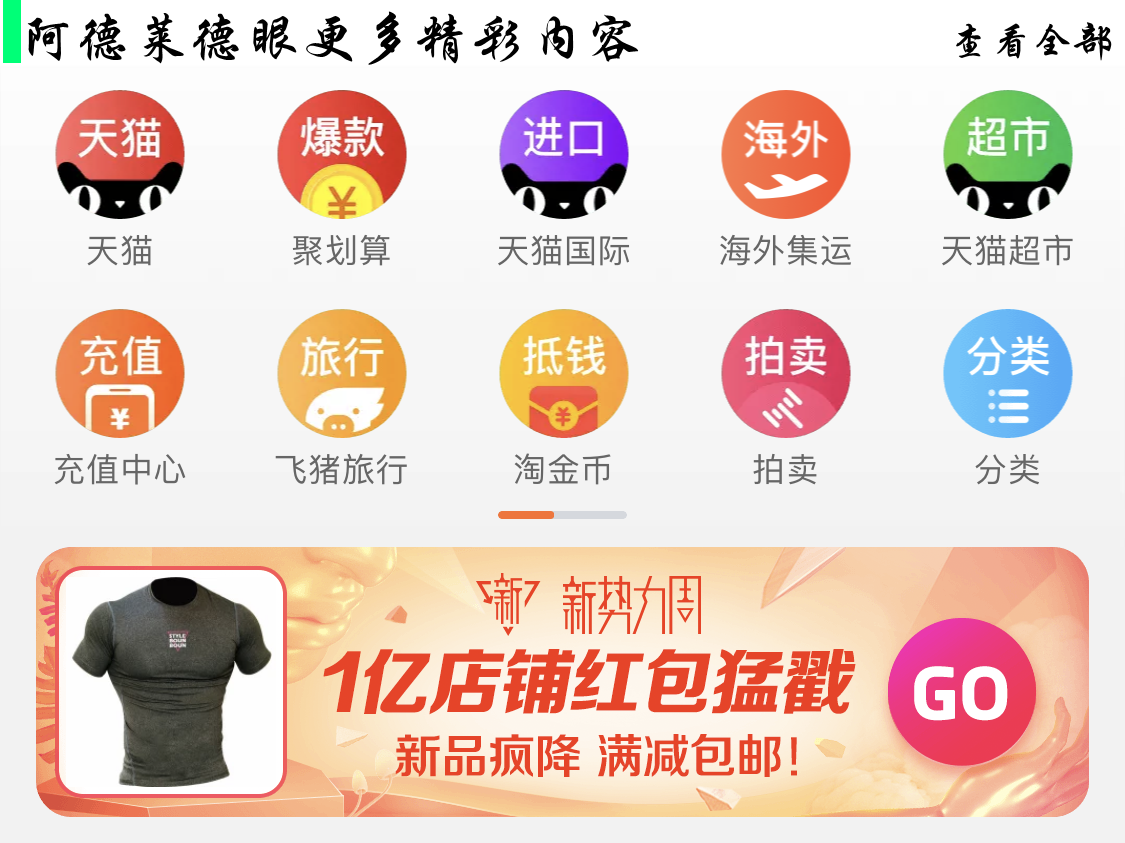 阿德莱德眼更多精彩内容 查看全部
天猫 爆款 进口 海外 超市
¥
天猫 聚划算 天猫国际 海外集运 天猫超市
充值 旅行 抵钱 拍卖 分类
¥ ¥
充值中心 飞猪旅行 淘金币 拍卖 分类
新 新势力周
1亿店铺红包猛戳
新品疯降 满减包邮!
GO
STYLE
BOUN
BOUN